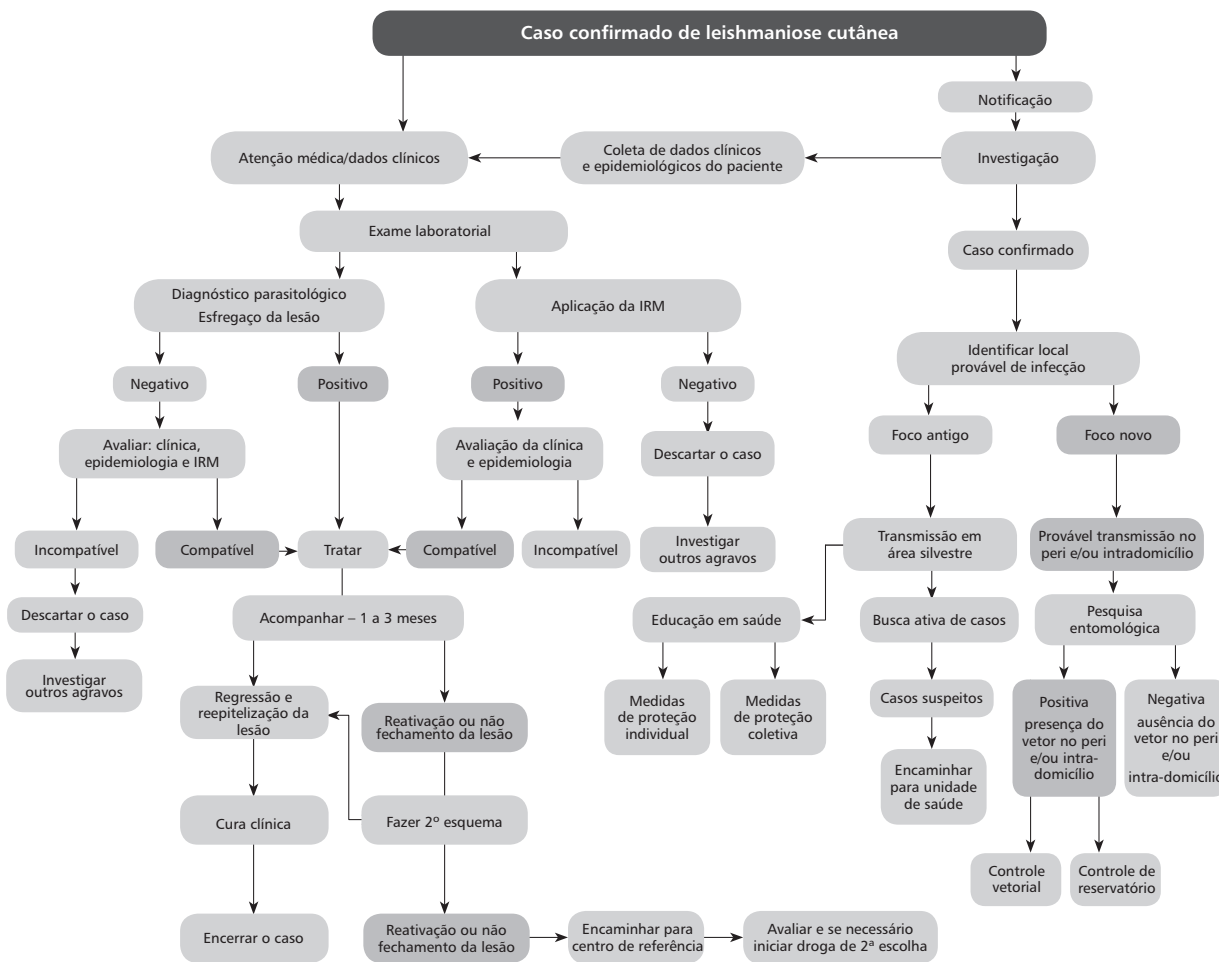 Caso confirmado de leishmaniose cutânea
Notificação
Atenção médica/dados clínicos
Coleta de dados clínicos
e epidemiológicos do paciente
Investigação
Exame laboratorial
Caso confirmado
Diagnóstico parasitológico
Esfregaço da lesão
Aplicação da IRM
Identificar local
provável de infecção
Negativo
Positivo
Positivo
Negativo
Foco antigo
Foco novo
Avaliar: clínica,
epidemiologia e IRM
Avaliação da clínica
e epidemiologia
Descartar o caso
Incompatível
Compatível
Tratar
Compatível
Incompatível
Investigar
outros agravos
Transmissão em
área silvestre
Provável transmissão no
peri e/ou intradomicílio
Descartar o caso
Acompanhar – 1 a 3 meses
Educação em saúde
Busca ativa de casos
Pesquisa
entomológica
Investigar
outros agravos
Regressão e
reepitelização da
lesão
Reativação ou não
fechamento da lesão
Medidas
de proteção
individual
Medidas
de proteção
coletiva
Casos suspeitos
Positiva
presença do
vetor no peri
e/ou intra-
domicílio
Negativa
ausência do
vetor no peri
e/ou
intra-domicílio
Encaminhar
para unidade
de saúde
Cura clínica
Fazer 2º esquema
Controle
vetorial
Controle de
reservatório
Encerrar o caso
Reativação ou não
fechamento da lesão
Encaminhar para
centro de referência
Avaliar e se necessário
iniciar droga de 2ª escolha